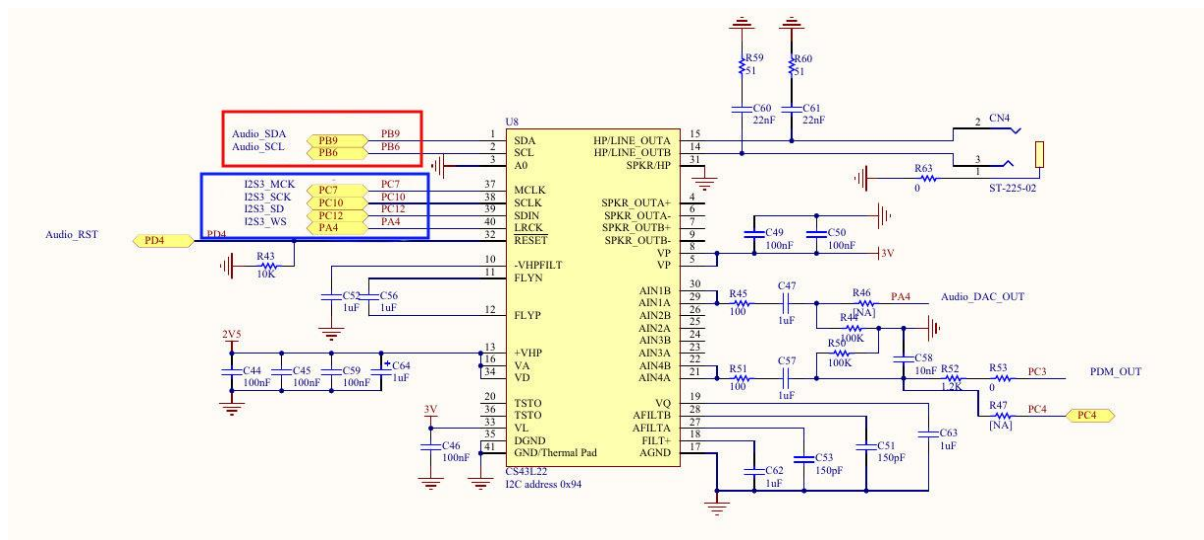 R59
51
R60
51
C60
22nF
C61
22nF
CN4
2
3
1
ST-225-02
R63
0
U8
Audio_SDA
PB9
PB9
1
SDA
HP/LINE_OUTA
15
Audio_SCL
PB6
PB6
2
SCL
HP/LINE_OUTB
14
3
A0
SPKR/HP
31
I2S3_MCK
PC7
PC7
37
MCLK
SPKR_OUTA+
4
I2S3_SCK
PC10
PC10
38
SCLK
SPKR_OUTA-
6
I2S3_SD
PC12
PC12
39
SDIN
SPKR_OUTB+
7
I2S3_WS
PA4
PA4
40
LRCK
SPKR_OUTB-
9
Audio_RST
PD4
PD4
32
RESET
VP
8
VP
5
3V
C49
100nF
C50
100nF
R43
10K
10
-VHPFILT
11
FLYN
12
FLYP
C52
1uF
C56
1uF
AIN1B
30
AIN1A
29
AIN2B
26
AIN2A
25
AIN3B
24
AIN3A
23
AIN4B
22
AIN4A
21
R45
100
C47
1uF
R46
[NA]
PA4
Audio_DAC_OUT
R44
100K
R50
100K
C58
10nF
R51
100
C57
1uF
R52
1.2K
R53
0
PC3
PDM_OUT
R47
[NA]
PC4
PC4
2V5
13
+VHP
16
VA
34
VD
C44
100nF
C45
100nF
C59
100nF
+
C64
1uF
20
TSTO
36
TSTO
3V
33
VL
35
DGND
41
GND/Thermal Pad
C46
100nF
VQ
19
AFILTB
28
AFILTA
27
FILT+
18
AGND
17
C62
1uF
C53
150pF
C51
150pF
C63
1uF
CS43L22
I2C address 0x94